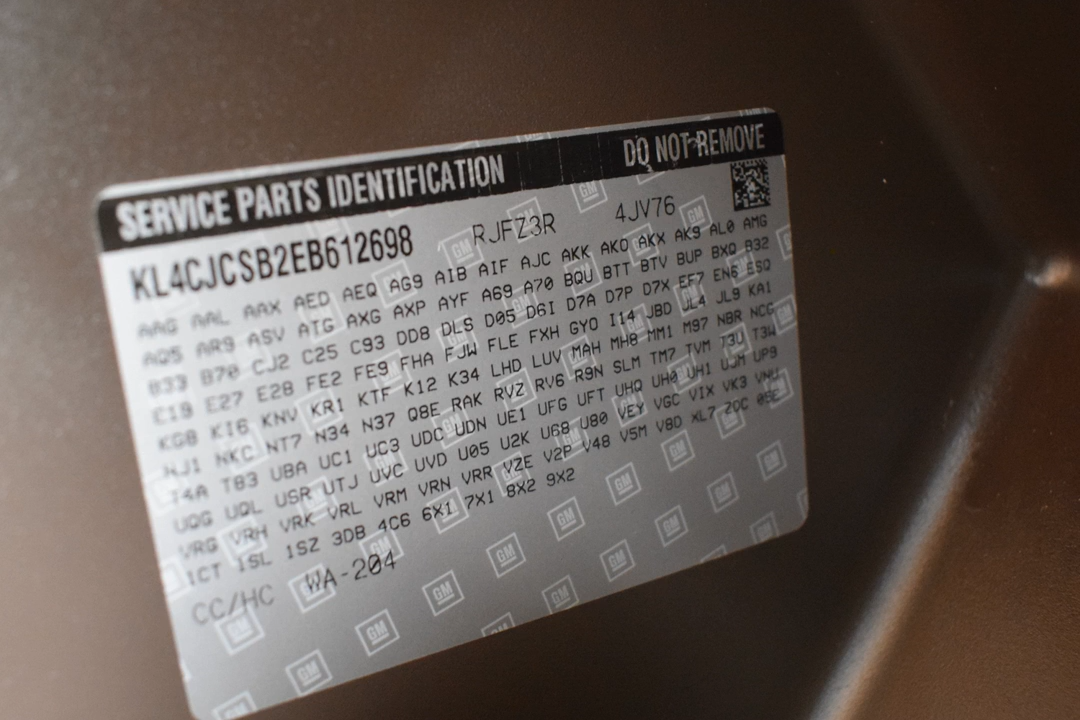 SERVICE PARTS IDENTIFICATION DO NOT REMOVE
KL4CJCSB2EB612698 RJFZ3R 4JV76
AAG AAL AAX AED AEQ AG9 AIB AIF AJC AKK AKO AKX AK9 AL0 AMG
AQ5 AR9 ASV ATG AXG AXP AYF A69 A70 BQU BTT BTV BUP BXQ B32
B33 B70 CJ2 C25 C93 DD8 DLS D05 D6I D7A D7P D7X EF7 EN6 ESQ
E19 E27 E28 FE2 FE9 FHA FJW FLE FXH GYO I14 JBD JL4 JL9 KA1
KG8 K16 KNV KR1 KTF K12 K34 LHD LUV MAH MH8 MM1 M97 NBR NCG
NJ1 NKC NT7 N34 N37 Q8E RAK RVZ RV6 R9N SLM TM7 TVM T3U T3W
T4A T83 UBA UC1 UC3 UDC UDN UE1 UFG UFT UHQ UH0 UH1 UJM UP9
UQG UQL USR UTJ UVC UVD U05 U2K U68 U80 VEY VGC VIX VK3 VNU
VRG VRH VRK VRL VRM VRN VRR VZE V2P V48 V5M V8D XL7 ZQC 05E
1CT 1SL 1SZ 3DB 4C6 6X1 7X1 8X2 9X2
CC/HC WA-204